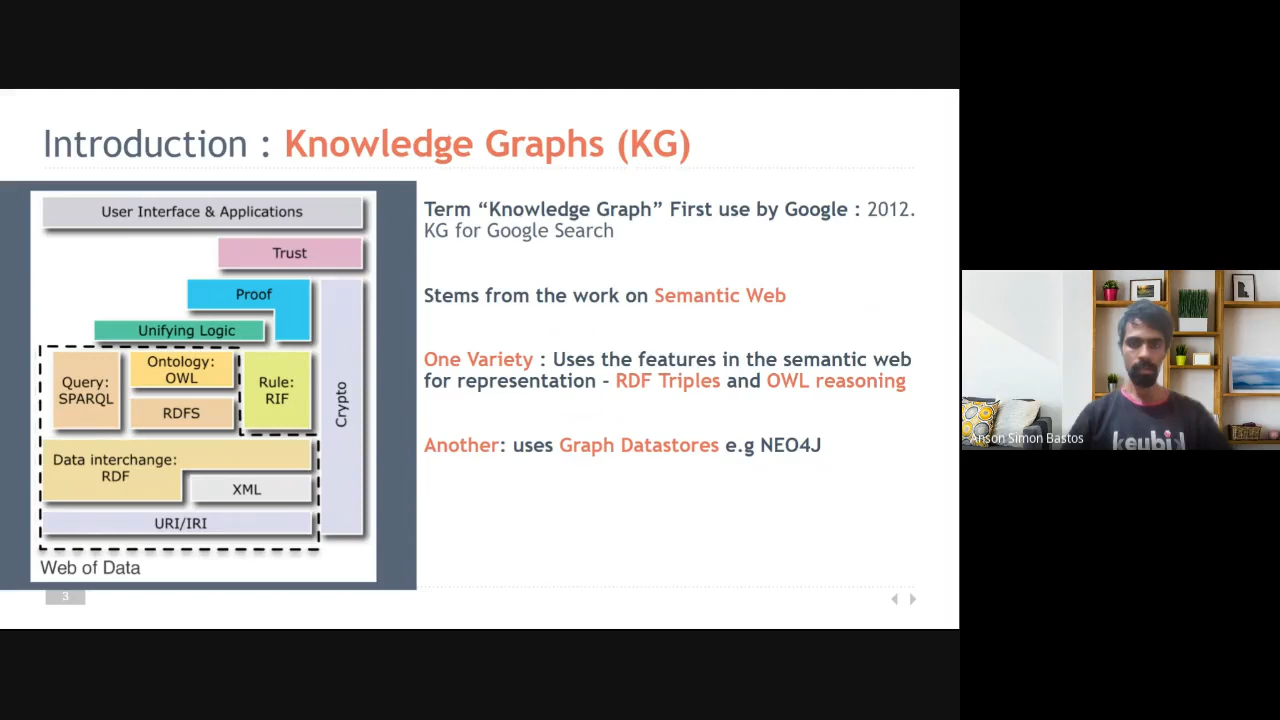 Introduction : Knowledge Graphs (KG)
User Interface & Applications
Trust
Proof
Unifying Logic
Query:
SPARQL
Ontology:
OWL
RDFS
Rule:
RIF
Crypto
Data interchange:
RDF
XML
URI/IRI
Web of Data
Term “Knowledge Graph” First use by Google : 2012.
KG for Google Search
Stems from the work on Semantic Web
One Variety : Uses the features in the semantic web
for representation - RDF Triples and OWL reasoning
Another: uses Graph Datastores e.g NEO4J
3
Anson Simon Bastos